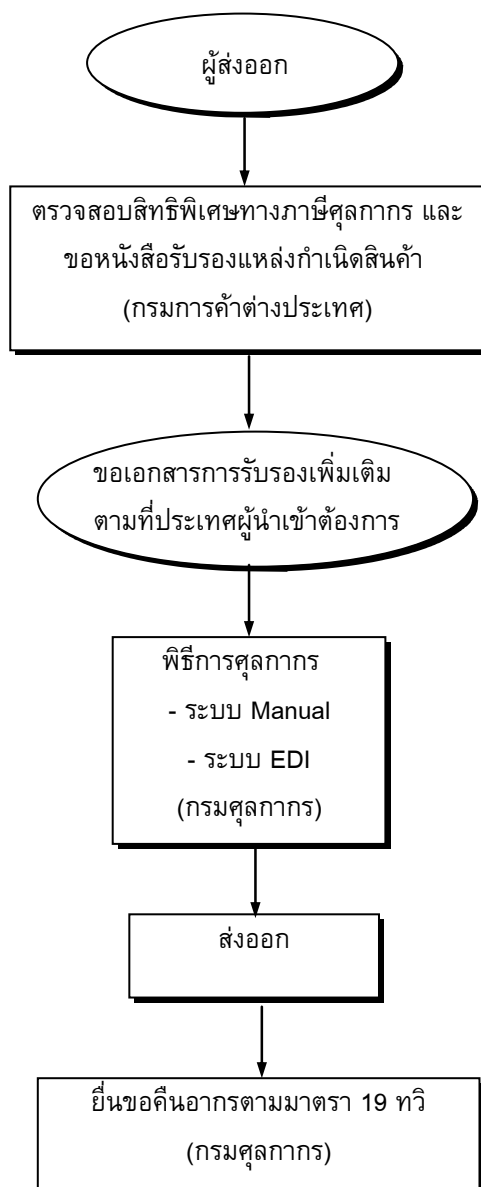 ผู้ส่งออก
ตรวจสอบสิทธิพิเศษทางภาษีศุลกากร และ
ขอหนังสือรับรองแหล่งกำเนิดสินค้า
(กรมการค้าต่างประเทศ)
ขอเอกสารการรับรองเพิ่มเติม
ตามที่ประเทศผู้นำเข้าต้องการ
พิธีการศุลกากร
- ระบบ Manual
- ระบบ EDI
(กรมศุลกากร)
ส่งออก
ยื่นขอคืนอากรตามมาตรา 19 ทวิ
(กรมศุลกากร)